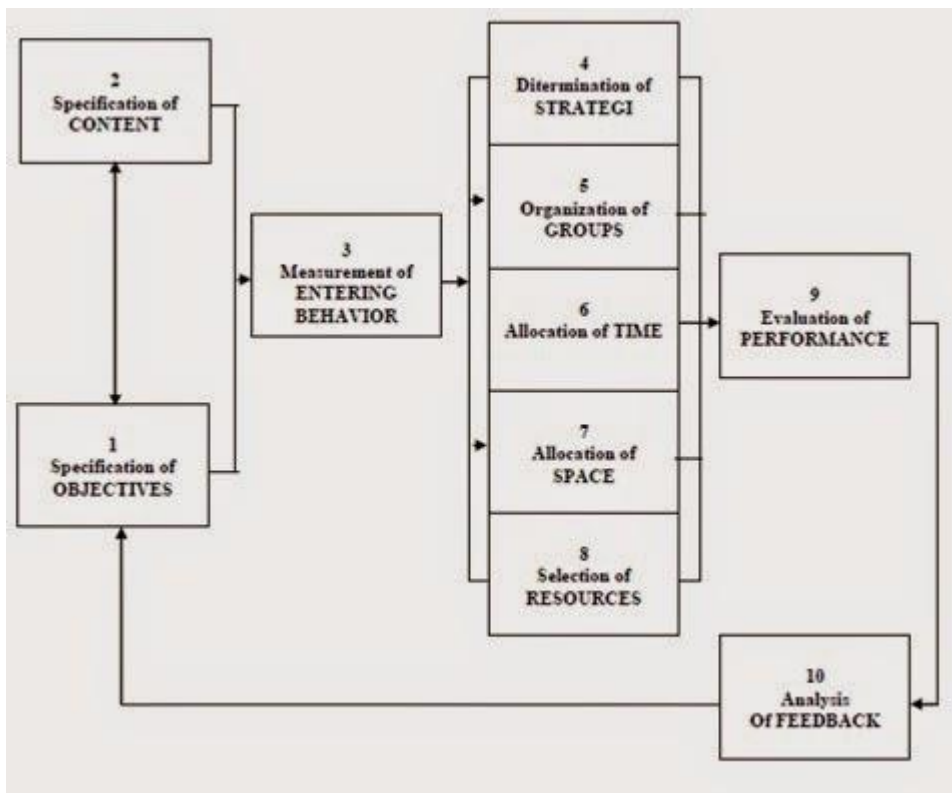 2
Specification of
CONTENT
1
Specification of
OBJECTIVES
3
Measurement of
ENTERING
BEHAVIOR
4
Ditermination of
STRATEGI
5
Organization of
GROUPS
6
Allocation of TIME
7
Allocation of
SPACE
8
Selection of
RESOURCES
9
Evaluation of
PERFORMANCE
10
Analysis
Of FEEDBACK